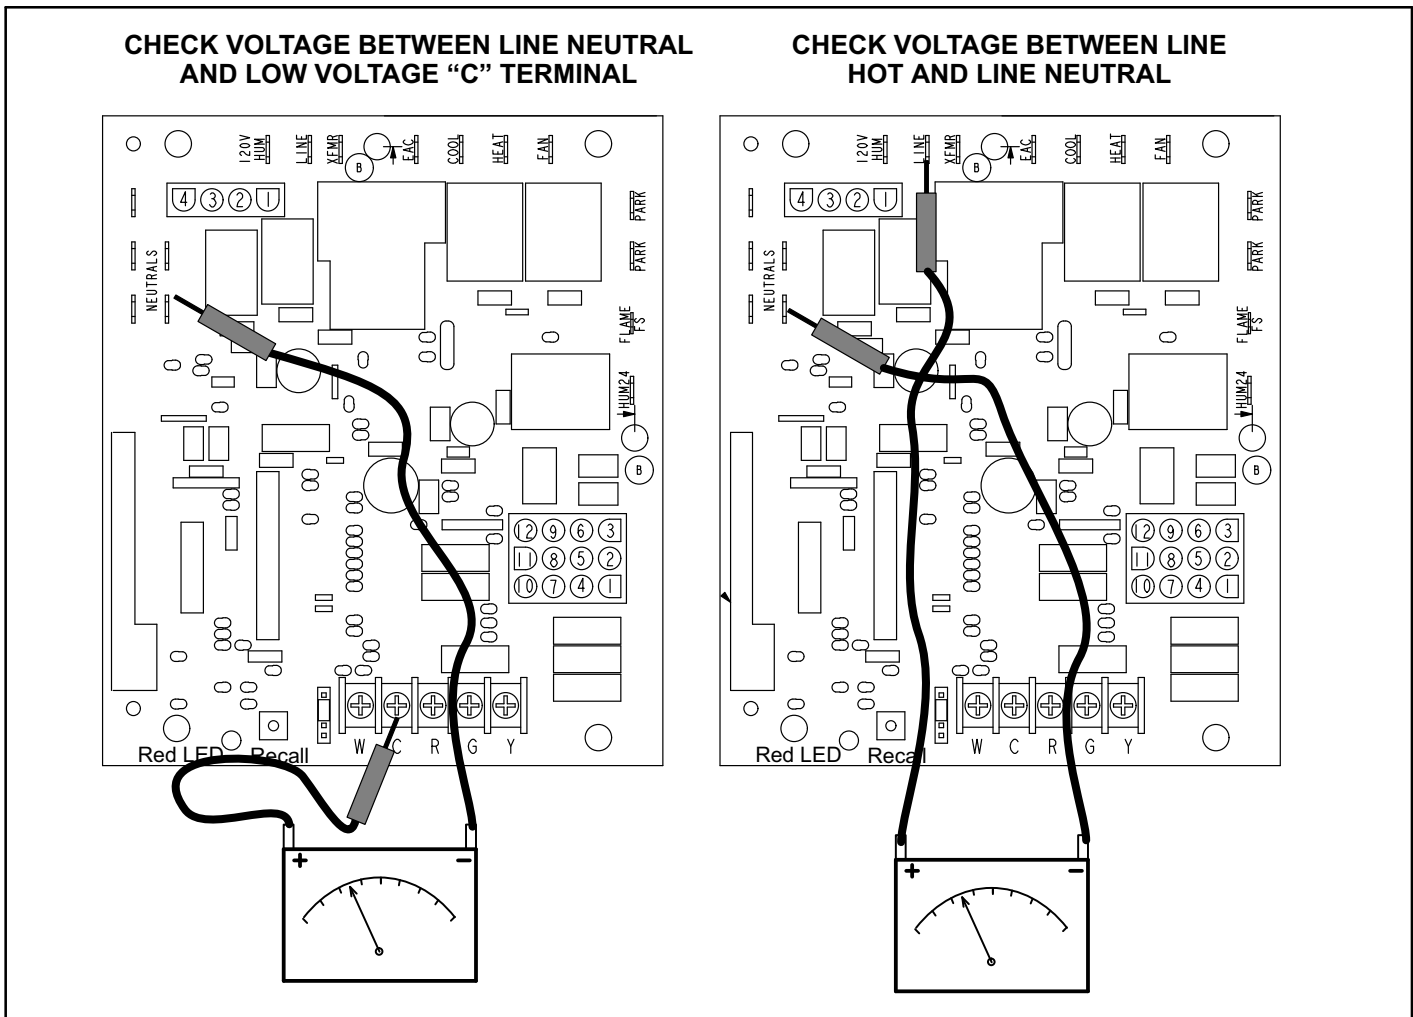 CHECK VOLTAGE BETWEEN LINE NEUTRAL
AND LOW VOLTAGE “C” TERMINAL
CHECK VOLTAGE BETWEEN LINE
HOT AND LINE NEUTRAL
120V
HUM
LINE
XFMR
EAC
COOL
HEAT
FAN
B
4 3 2 1
PARK
PARK
NEUTRALS
FLAME
FS
HUM24
B
12 9 6 3
11 8 5 2
10 7 4 1
W C R G Y
Red LED
Recall
+ −
120V
HUM
LINE
XFMR
EAC
COOL
HEAT
FAN
B
4 3 2 1
PARK
PARK
NEUTRALS
FLAME
FS
HUM24
B
12 9 6 3
11 8 5 2
10 7 4 1
W C R G Y
Red LED
Recall
+ −